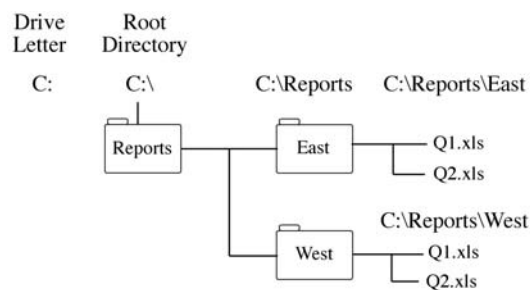 Drive
Letter
Root
Directory
C:
C:\
C:\Reports
C:\Reports\East
Reports
East
Q1.xls
Q2.xls
C:\Reports\West
West
Q1.xls
Q2.xls